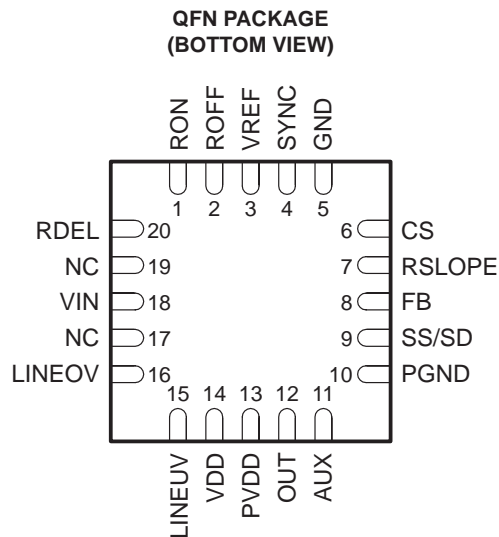 QFN PACKAGE
(BOTTOM VIEW)
RON
ROFF
VREF
SYNC
GND
1
2
3
4
5
RDEL 20
NC 19
VIN 18
NC 17
LINEOV 16
6 CS
7 RSLOPE
8 FB
9 SS/SD
10 PGND
15
14
13
12
11
LINEUV
VDD
PVDD
OUT
AUX